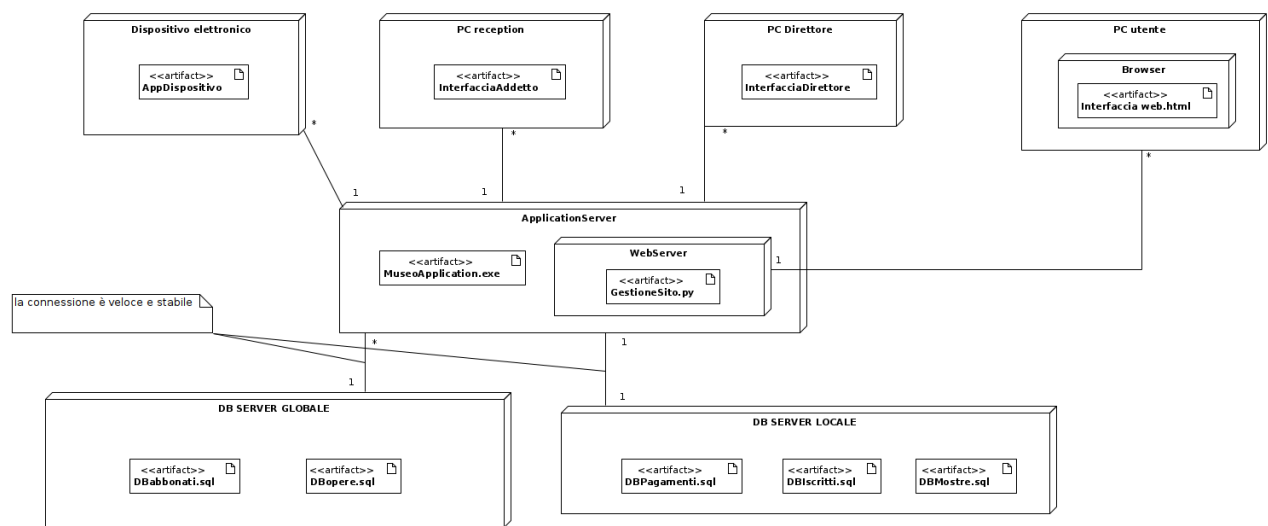 Dispositivo elettronico
<<artifact>>
AppDispositivo
*
PC reception
<<artifact>>
InterfacciaAddetto
*
PC Direttore
<<artifact>>
InterfacciaDirettore
*
PC utente
Browser
<<artifact>>
Interfaccia web.html
*
1
1
1
ApplicationServer
<<artifact>>
MuseoApplication.exe
WebServer
<<artifact>>
GestioneSito.py
1
la connessione è veloce e stabile
*
1
1
1
DB SERVER GLOBALE
<<artifact>>
DBabbonati.sql
<<artifact>>
DBopere.sql
DB SERVER LOCALE
<<artifact>>
DBPagamenti.sql
<<artifact>>
DBIscritti.sql
<<artifact>>
DBMostre.sql